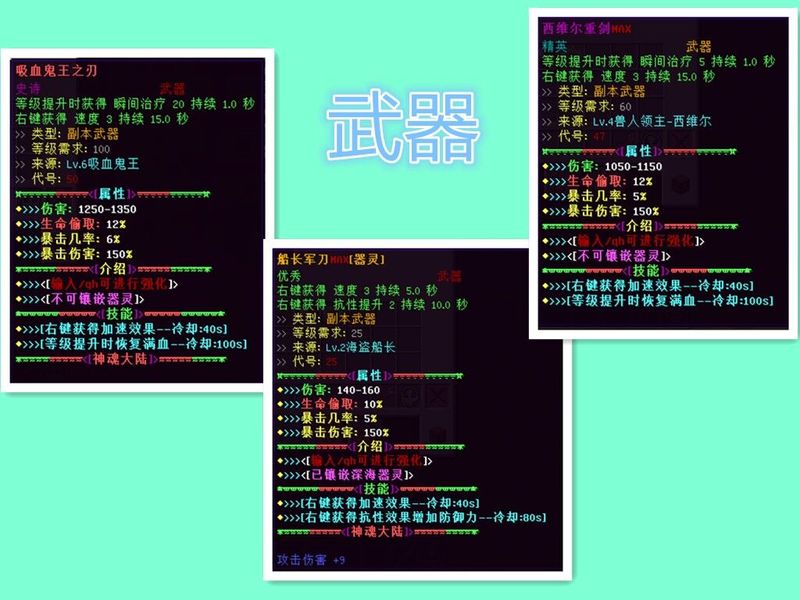 吸血鬼王之刃
史诗 武器
等级提升时获得 瞬间治疗 20 持续 1.0 秒
右键获得 速度 3 持续 15.0 秒
>> 类型: 副本武器
>> 等级需求: 100
>> 来源: Lv.6吸血鬼王
>> 代号: 50
<[属性]>
◆>>>伤害: 1250-1350
◆>>>生命偷取: 12%
◆>>>暴击几率: 6%
◆>>>暴击伤害: 150%
<[介绍]>
◆>>><[输入/qh可进行强化]>
◆>>><[不可镶嵌器灵]>
<[技能]>
◆>>>[右键获得加速效果--冷却:40s]
◆>>>[等级提升时恢复满血--冷却:100s]
<[神魂大陆]>
武器
西维尔重剑MAX
精英 武器
等级提升时获得 瞬间治疗 5 持续 1.0 秒
右键获得 速度 3 持续 15.0 秒
>> 类型: 副本武器
>> 等级需求: 60
>> 来源: Lv.4兽人领主-西维尔
>> 代号: 47
<[属性]>
◆>>>伤害: 1050-1150
◆>>>生命偷取: 12%
◆>>>暴击几率: 5%
◆>>>暴击伤害: 150%
<[介绍]>
◆>>><[输入/qh可进行强化]>
◆>>><[不可镶嵌器灵]>
<[技能]>
◆>>>[右键获得加速效果--冷却:40s]
◆>>>[等级提升时恢复满血--冷却:100s]
船长军刀MAX[器灵]
优秀 武器
右键获得 速度 3 持续 5.0 秒
右键获得 抗性提升 2 持续 10.0 秒
>> 类型: 副本武器
>> 等级需求: 25
>> 来源: Lv.2海盗船长
>> 代号: 25
<[属性]>
◆>>>伤害: 140-160
◆>>>生命偷取: 10%
◆>>>暴击几率: 5%
◆>>>暴击伤害: 150%
<[介绍]>
◆>>><[输入/qh可进行强化]>
◆>>><[已镶嵌深海器灵]>
<[技能]>
◆>>>[右键获得加速效果--冷却:40s]
◆>>>[右键获得抗性效果增加防御力--冷却:80s]
<[神魂大陆]>
攻击伤害 +9